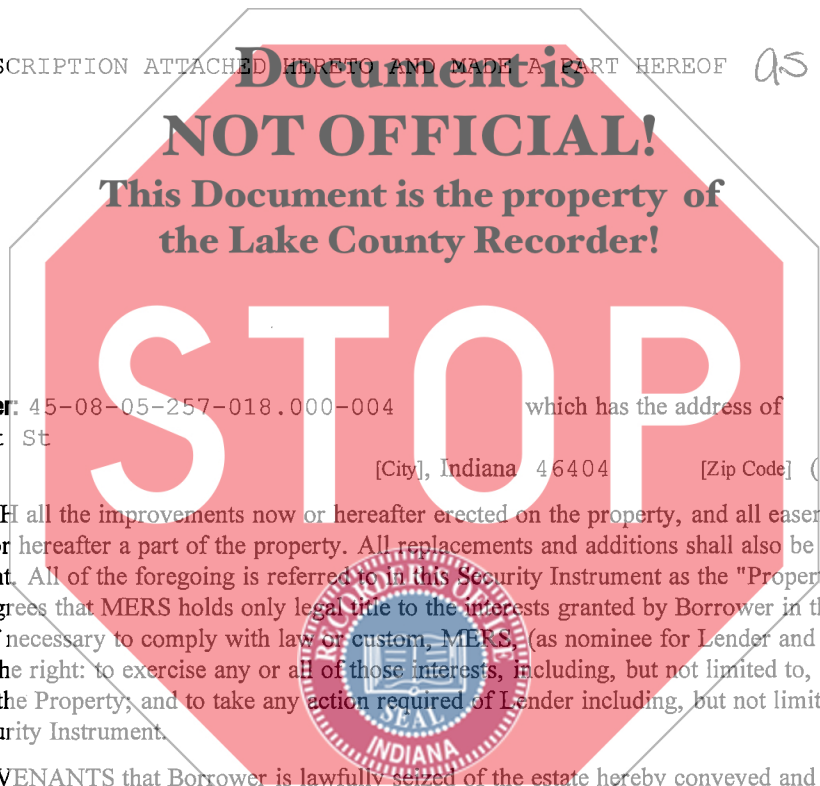 SCRIPTION ATTACHED HERETO AND MADE A PART HEREOF as
Document is
NOT OFFICIAL!
This Document is the property of
the Lake County Recorder!
STOP
er: 45-08-05-257-018.000-004 which has the address of
t St
[City], Indiana 46404 [Zip Code] (
H all the improvements now or hereafter erected on the property, and all easer
or hereafter a part of the property. All replacements and additions shall also be
nt. All of the foregoing is referred to in this Security Instrument as the "Proper
grees that MERS holds only legal title to the interests granted by Borrower in th
f necessary to comply with law or custom, MERS, (as nominee for Lender and
he right: to exercise any or all of those interests, including, but not limited to,
the Property; and to take any action required of Lender including, but not limit
urity Instrument.
RECORDER OF
SEAL
INDIANA
VENANTS that Borrower is lawfully seized of the estate hereby conveyed and